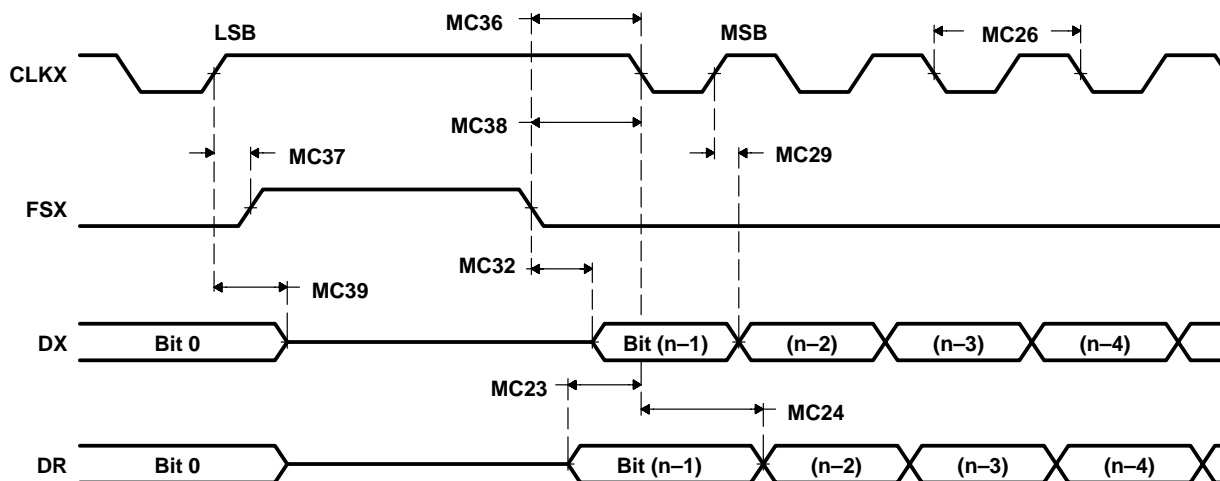 LSB
MC36
MSB
MC26
CLKX
MC38
MC37
MC29
FSX
MC32
MC39
DX
Bit 0
Bit (n–1)
(n–2)
(n–3)
(n–4)
MC23
MC24
DR
Bit 0
Bit (n–1)
(n–2)
(n–3)
(n–4)